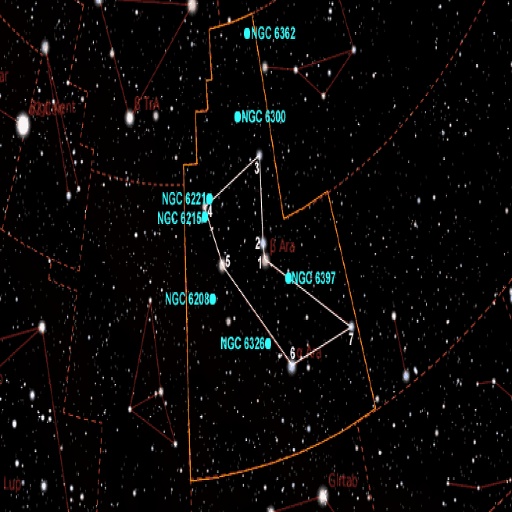 NGC 6362
β TrA
NGC 6300
3
NGC 6221
4
NGC 6215
2
β Ara
5
1
NGC 6397
NGC 6208
7
NGC 6326
6
Lup
Girtab